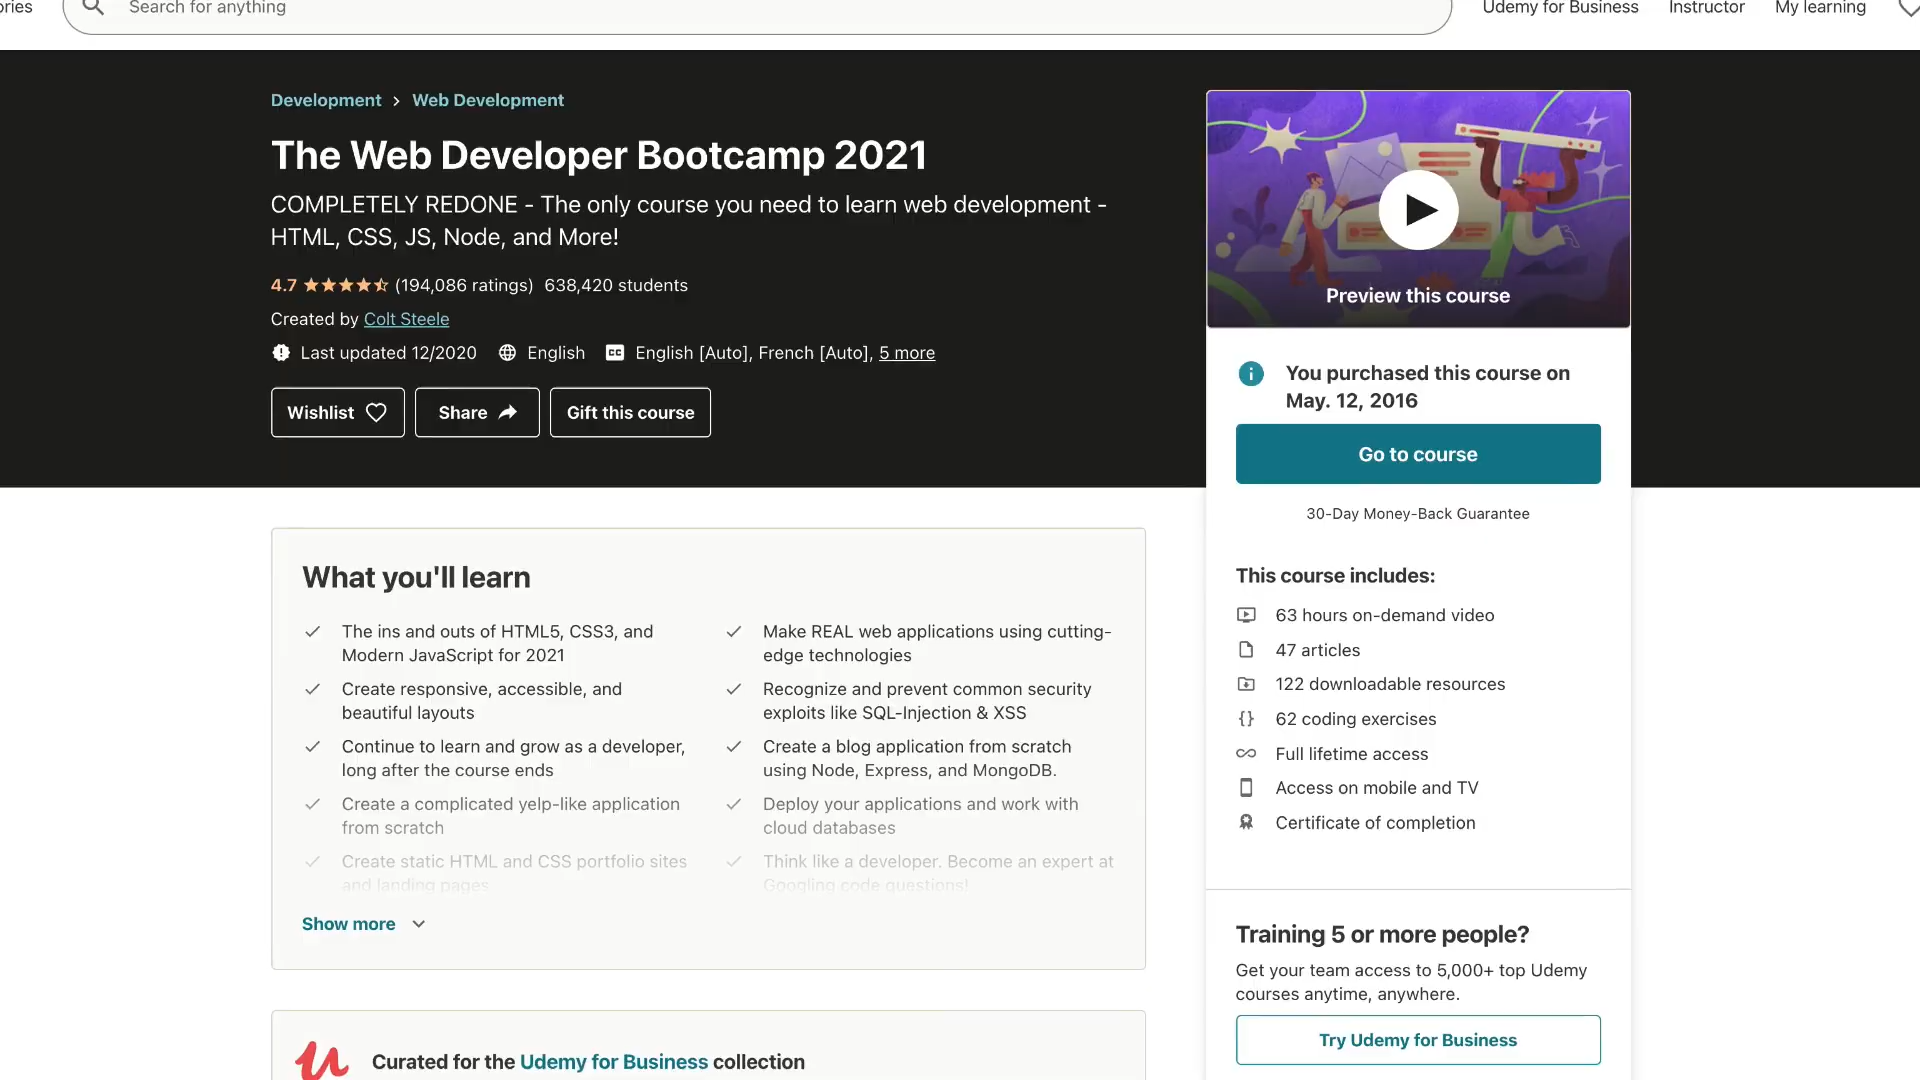 ories
Search for anything
Udemy for Business
Instructor
My learning
Development
Web Development
The Web Developer Bootcamp 2021
COMPLETELY REDONE - The only course you need to learn web development -
HTML, CSS, JS, Node, and More!
4.7 (194,086 ratings) 638,420 students
Created by Colt Steele
Last updated 12/2020 English CC English [Auto], French [Auto], 5 more
Wishlist
Share
Gift this course
Preview this course
You purchased this course on
May. 12, 2016
Go to course
30-Day Money-Back Guarantee
This course includes:
63 hours on-demand video
47 articles
122 downloadable resources
{} 62 coding exercises
Full lifetime access
Access on mobile and TV
Certificate of completion
Training 5 or more people?
Get your team access to 5,000+ top Udemy
courses anytime, anywhere.
Try Udemy for Business
What you'll learn
The ins and outs of HTML5, CSS3, and
Modern JavaScript for 2021
Create responsive, accessible, and
beautiful layouts
Continue to learn and grow as a developer,
long after the course ends
Create a complicated yelp-like application
from scratch
Create static HTML and CSS portfolio sites
and landing pages
Make REAL web applications using cutting-
edge technologies
Recognize and prevent common security
exploits like SQL-Injection & XSS
Create a blog application from scratch
using Node, Express, and MongoDB.
Deploy your applications and work with
cloud databases
Think like a developer. Become an expert at
Googling code questions!
Show more
Curated for the Udemy for Business collection